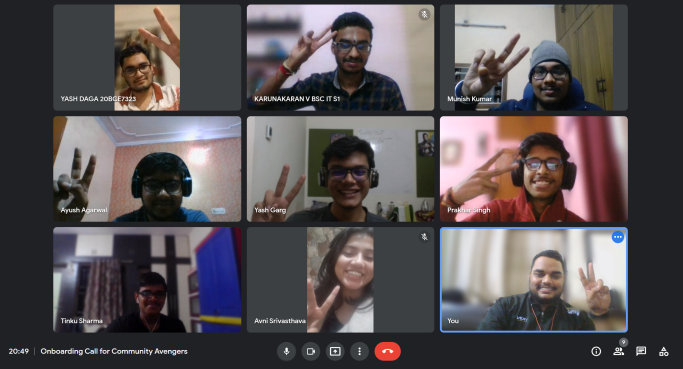 YASH DAGA 20BGE7323
KARUNAKARAN V BSC IT S1
Munish Kumar
Ayush Agarwal
Yash Garg
Prakhar Singh
Tinku Sharma
Avni Srivasthava
You
20:49 | Onboarding Call for Community Avengers
9